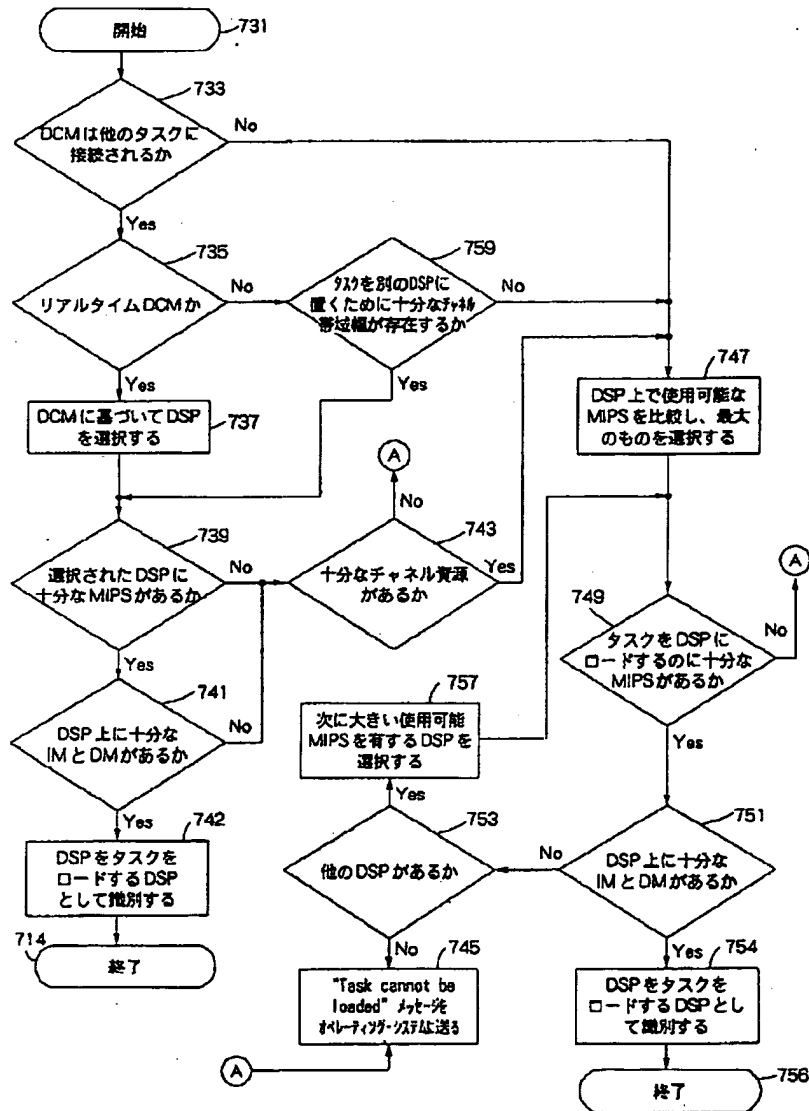 開始
731
733
DCMは他のタスクに
接続されるか
No
Yes
735
リアルタイムDCMか
No
759
タスクを別のDSPに
置くために十分なチャネル
帯域幅が存在するか
No
Yes
Yes
DCMに基づいてDSP
を選択する
737
747
DSP上で使用可能な
MIPSを比較し、最大
のものを選択する
A
No
739
選択されたDSPに
十分なMIPSがあるか
No
743
十分なチャネル資源
があるか
Yes
A
749
タスクをDSPに
ロードするのに十分な
MIPSがあるか
No
Yes
Yes
741
DSP上に十分な
IMとDMがあるか
No
757
次に大きい使用可能
MIPSを有するDSPを
選択する
Yes
Yes
742
DSPをタスクを
ロードするDSP
として識別する
753
他のDSPがあるか
No
751
DSP上に十分な
IMとDMがあるか
No
Yes
714
終了
745
"Task cannot be
loaded" メッセージを
オペレーティング・システムに送る
754
DSPをタスクを
ロードするDSPとし
て識別する
A
終了
756